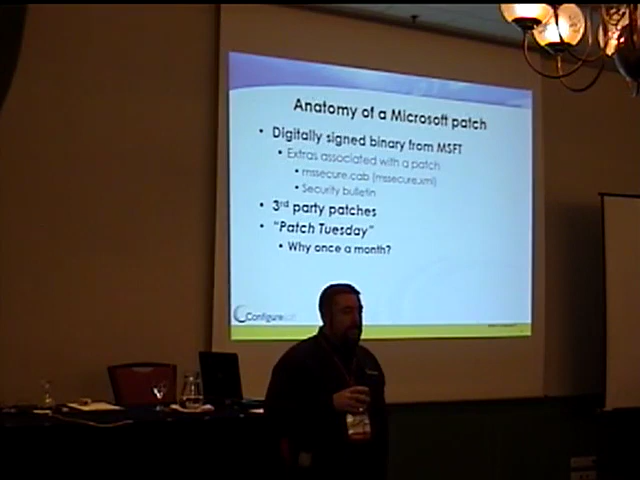 Anatomy of a Microsoft patch
• Digitally signed binary from MSFT
• Extras associated with a patch
• mssecure.cab (mssecure.xml)
• Security bulletin
• 3rd party patches
• "Patch Tuesday"
• Why once a month?
Configuresoft